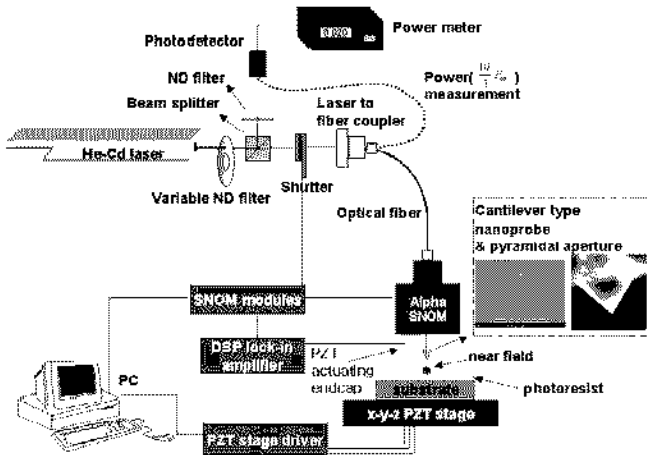 Photodetector
Power meter
ND filter
Beam splitter
Laser to
fiber coupler
Power(
)
measurement
He-Cd laser
Variable ND filter
Shutter
Optical fiber
Cantilever type
nanoprobe
& pyramidal aperture
SNOM modules
Alpha
SNOM
DSP lock-in
amplifier
PZT
actuating
endcap
near field
PC
substrate
photoresist
x-y-z PZT stage
PZT stage driver